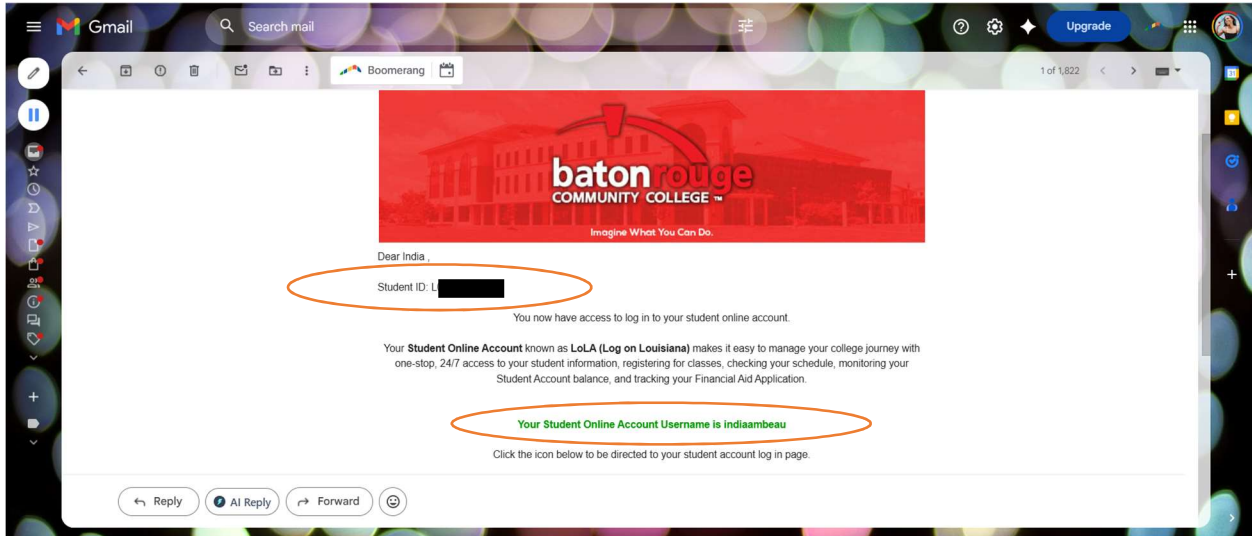 Gmail
Search mail
Upgrade
Boomerang
1 of 1,822
baton rouge
COMMUNITY COLLEGE ™
Imagine What You Can Do.
Dear India ,
Student ID: L
You now have access to log in to your student online account.
Your Student Online Account known as LoLA (Log on Louisiana) makes it easy to manage your college journey with
one-stop, 24/7 access to your student information, registering for classes, checking your schedule, monitoring your
Student Account balance, and tracking your Financial Aid Application.
Your Student Online Account Username is indiaambeau
Click the icon below to be directed to your student account log in page.
Reply
AI Reply
Forward